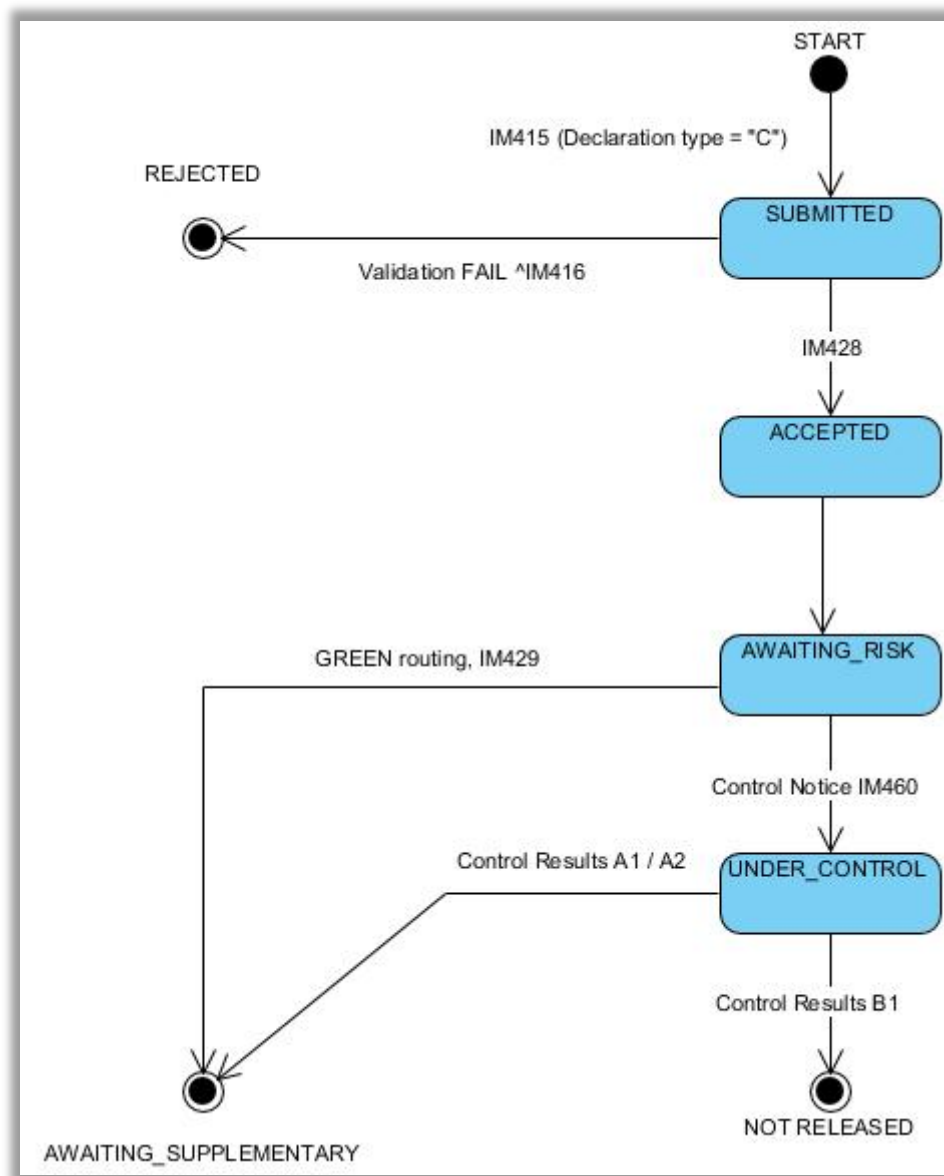 START
IM415 (Declaration type = "C")
REJECTED
SUBMITTED
Validation FAIL ^IM416
IM428
ACCEPTED
AWAITING_RISK
GREEN routing, IM429
Control Notice IM460
Control Results A1 / A2
UNDER_CONTROL
Control Results B1
NOT RELEASED
AWAITING_SUPPLEMENTARY